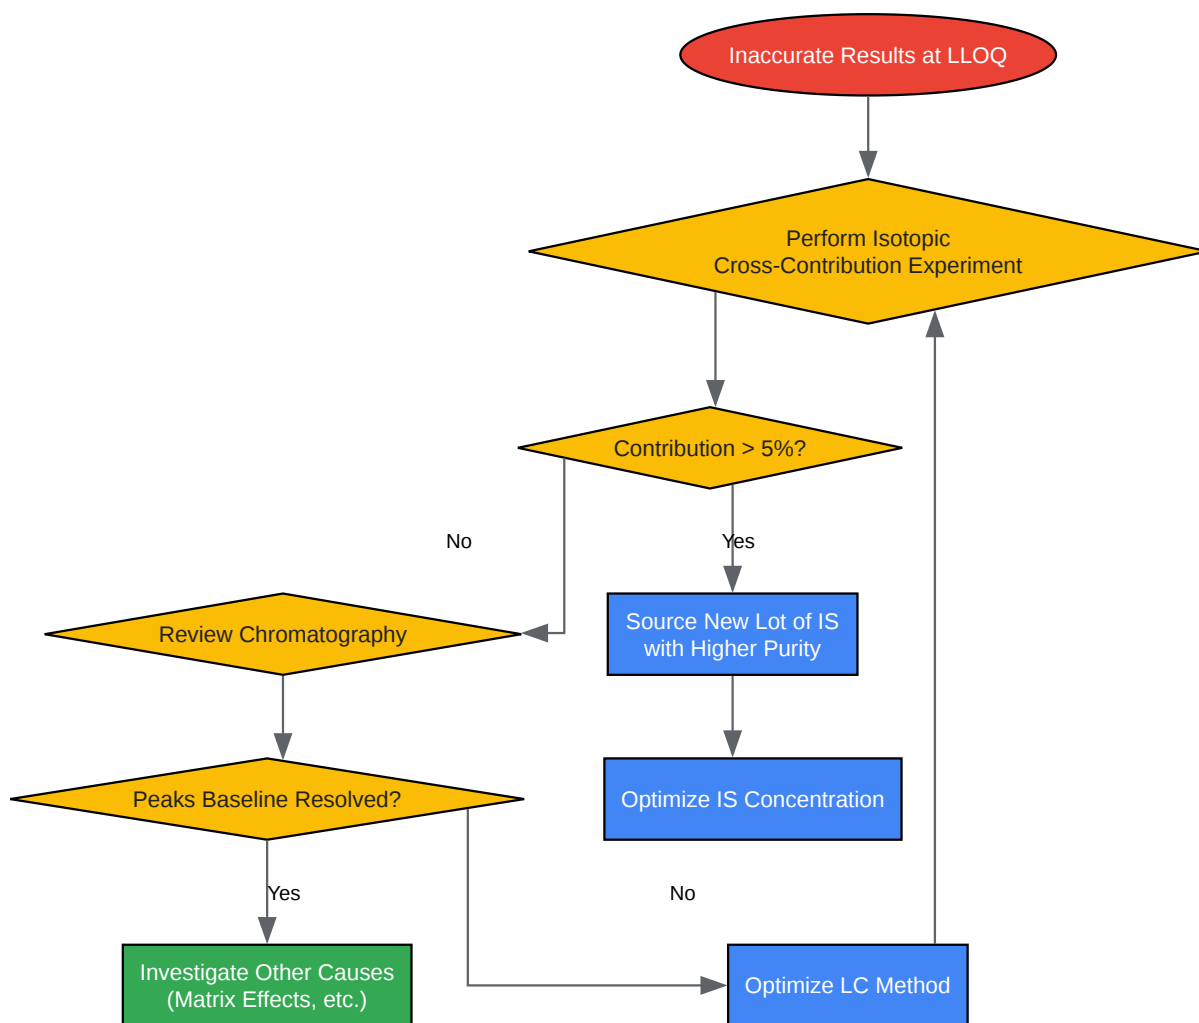 Inaccurate Results at LLOQ
Perform Isotopic
Cross-Contribution Experiment
Contribution > 5%?
No
Yes
Review Chromatography
Source New Lot of IS
with Higher Purity
Peaks Baseline Resolved?
Optimize IS Concentration
Yes
No
Investigate Other Causes
(Matrix Effects, etc.)
Optimize LC Method